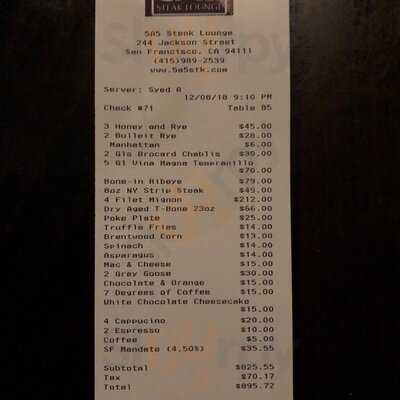 STEAK LOUNGE
5A5 Steak Lounge
244 Jackson Street
San Francisco, CA 94111
(415)989-2539
www.5a5stk.com
Server: Syed A
12/08/18 9:10 PM
Check #71 Table 85
3 Honey and Rye $45.00
2 Bulleit Rye $28.00
Manhattan $6.00
2 Gls Brocard Chablis $30.00
5 Gl Vina Magna Tempranillo
$70.00
Bone-in Ribeye $79.00
8oz NY Strip Steak $49.00
4 Filet Mignon $212.00
Dry Aged T-Bone 23oz $66.00
Poke Plate $25.00
Truffle Fries $14.00
Brentwood Corn $13.00
Spinach $14.00
Asparagus $14.00
Mac & Cheese $15.00
2 Grey Goose $30.00
Chocolate & Orange $15.00
7 Degrees of Coffee $15.00
White Chocolate Cheesecake
$15.00
4 Cappucino $20.00
2 Espresso $10.00
Coffee $5.00
SF Mandate (4.50%) $35.55
Subtotal $825.55
Tax $70.17
Total $895.72